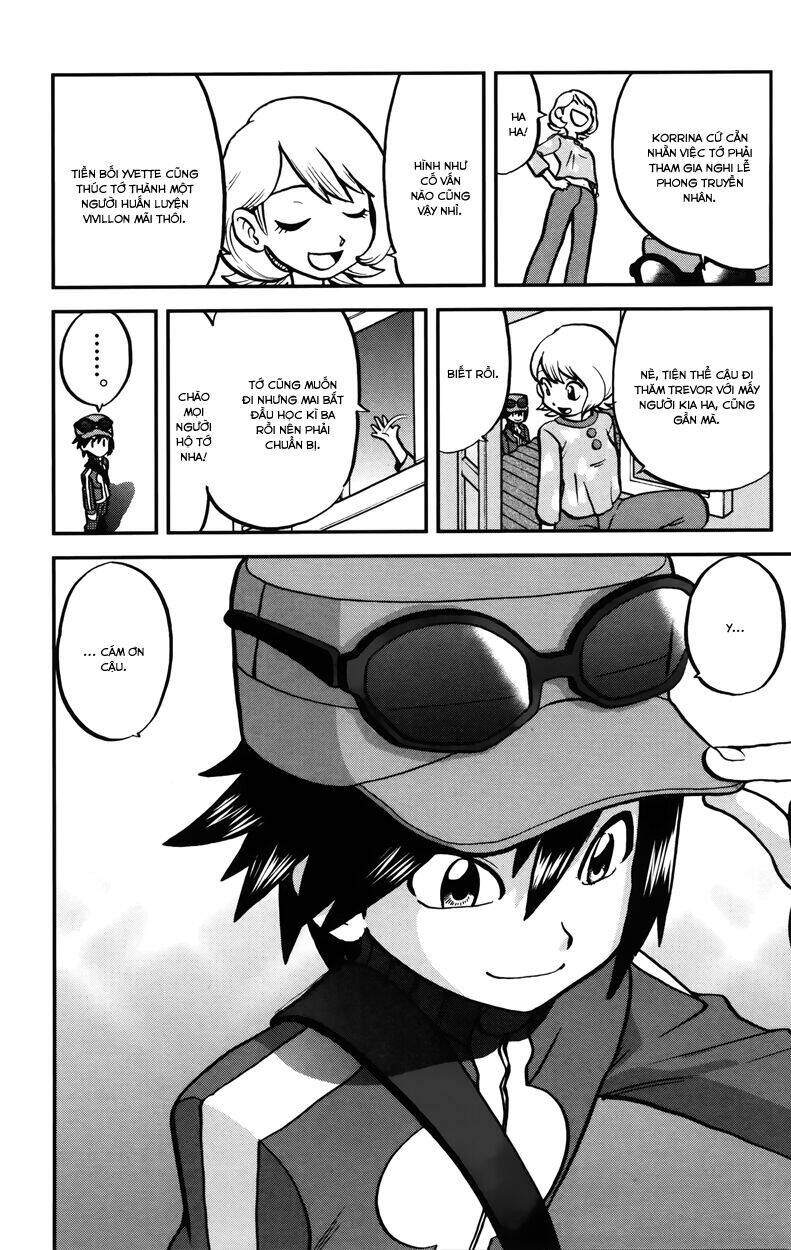 KORRINA CỨ CẰN
NHẰN VIỆC TỚ PHẢI
THAM GIA NGHI LỄ
PHONG TRUYỀN
NHÂN.
HA
HA!
HÌNH NHƯ
CỐ VẤN
NÀO CŨNG
VẬY NHỈ.
TIỀN BỐI YVETTE CŨNG
THÚC TỚ THÀNH MỘT
NGƯỜI HUẤN LUYỆN
VIVILLON MÃI THÔI.
NÈ, TIỆN THỂ CẬU ĐI
THĂM TREVOR VỚI MẤY
NGƯỜI KIA HA, CŨNG
GẦN MÀ.
BIẾT RỒI.
TỚ CŨNG MUỐN
ĐI NHƯNG MAI BẮT
ĐẦU HỌC KÌ BA
RỒI NÊN PHẢI
CHUẨN BỊ.
CHÀO
MỌI
NGƯỜI
HỘ TỚ
NHA!
......。
Y...
... CÁM ƠN
CẬU.